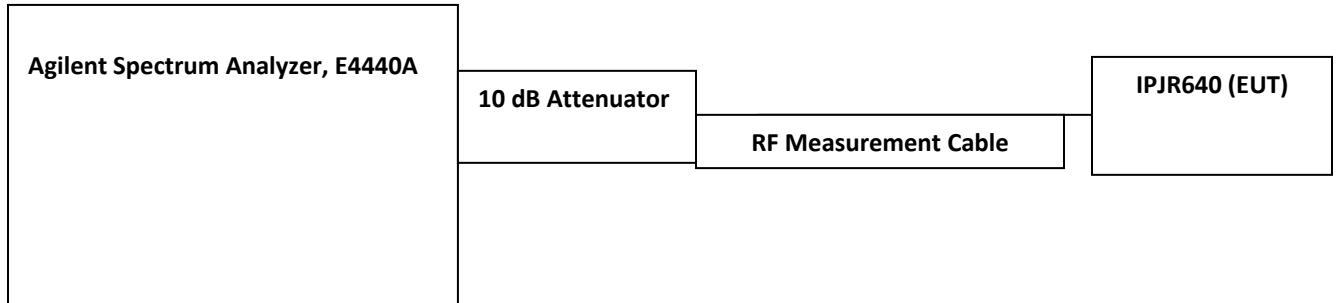 Agilent Spectrum Analyzer, E4440A
10 dB Attenuator
RF Measurement Cable
IPJR640 (EUT)